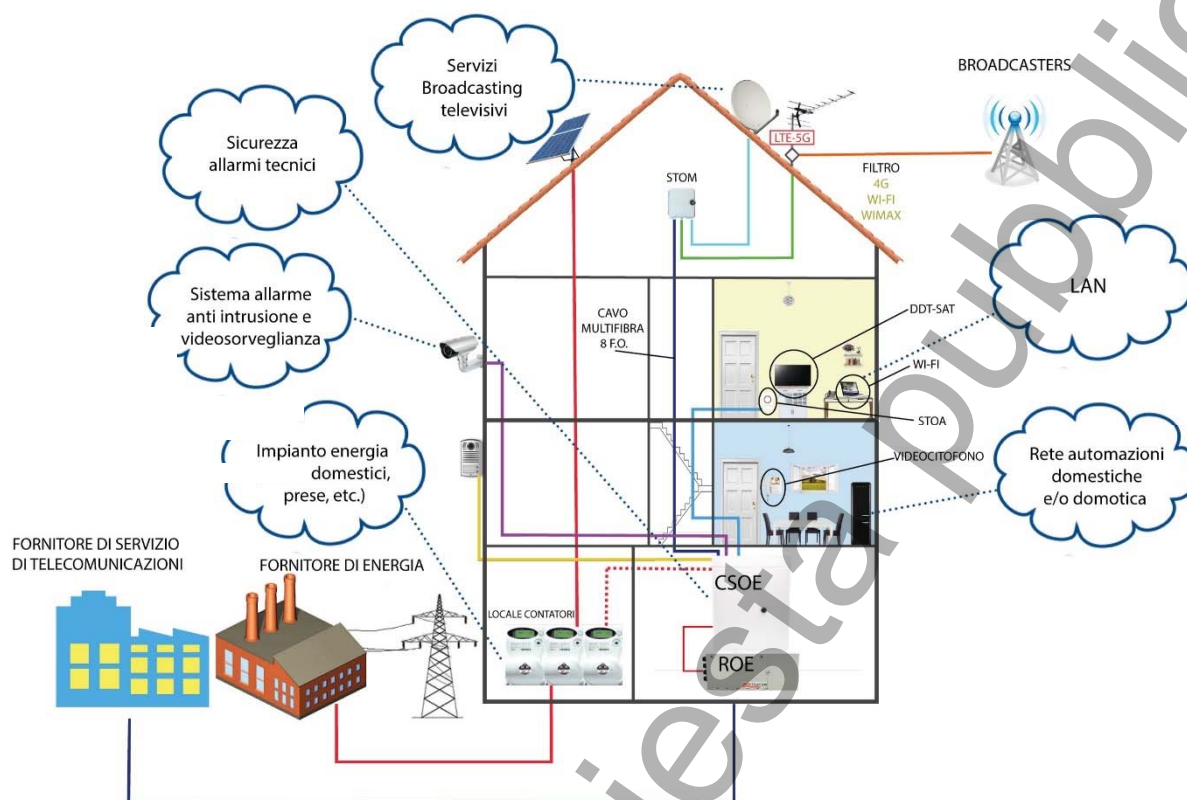 Servizi
Broadcasting
televisivi
BROADCASTERS
Sicurezza
allarmi tecnici
LTE-5G
FILTRO
4G
WI-FI
WIMAX
STOM
LAN
Sistema allarme
anti intrusione e
videosorveglianza
CAVO
MULTIFIBRA
8 F.O.
DDT-SAT
WI-FI
STOA
VIDEOCITOFONO
Impianto energia
domestici,
prese, etc.)
Rete automazioni
domestiche
e/o domotica
FORNITORE DI SERVIZIO
DI TELECOMUNICAZIONI
FORNITORE DI ENERGIA
LOCALE CONTATORI
CSOE
ROE
iesta pubblic